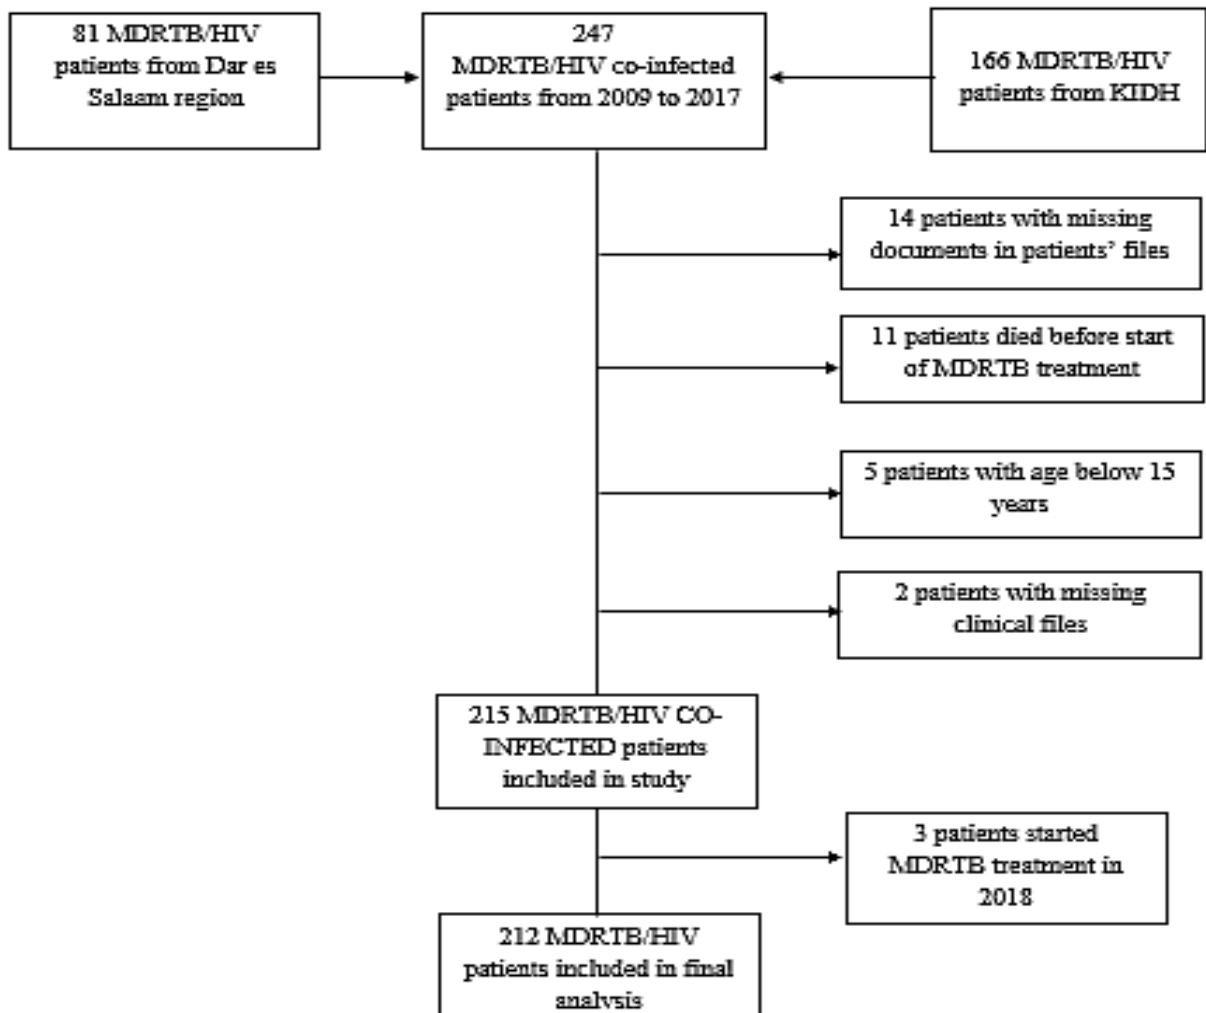 81 MDRTB/HIV
patients from Dar es
Salaam region
247
MDRTB/HIV co-infected
patients from 2009 to 2017
166 MDRTB/HIV
patients from KIDH
14 patients with missing
documents in patients’ files
11 patients died before start
of MDRTB treatment
5 patients with age below 15
years
2 patients with missing
clinical files
215 MDRTB/HIV CO-
INFECTED patients
included in study
3 patients started
MDRTB treatment in
2018
212 MDRTB/HIV
patients included in final
analysis